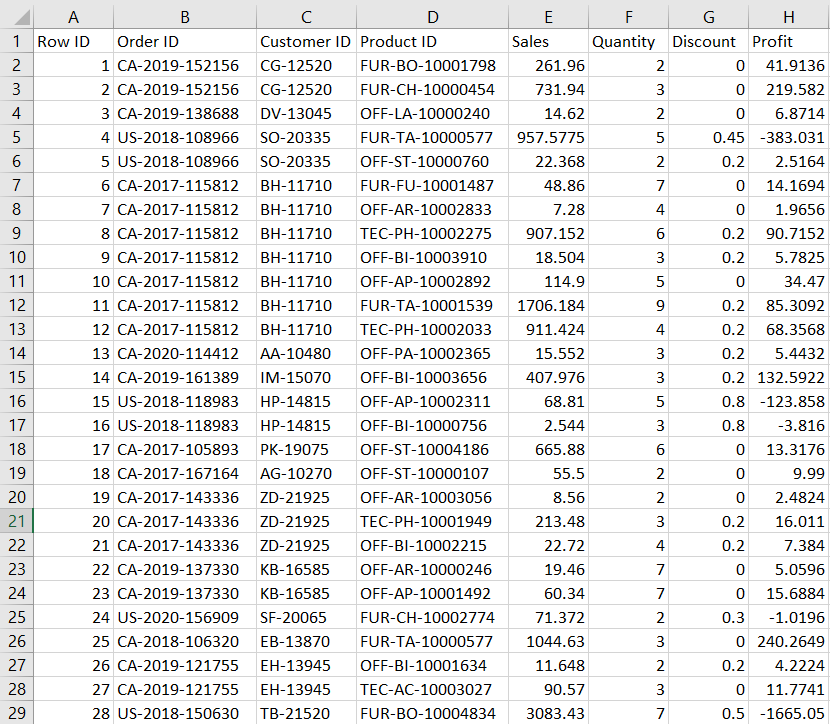 A B C D E F G H
1 Row ID Order ID Customer ID Product ID Sales Quantity Discount Profit
2 1 CA-2019-152156 CG-12520 FUR-BO-10001798 261.96 2 0 41.9136
3 2 CA-2019-152156 CG-12520 FUR-CH-10000454 731.94 3 0 219.582
4 3 CA-2019-138688 DV-13045 OFF-LA-10000240 14.62 2 0 6.8714
5 4 US-2018-108966 SO-20335 FUR-TA-10000577 957.5775 5 0.45 -383.031
6 5 US-2018-108966 SO-20335 OFF-ST-10000760 22.368 2 0.2 2.5164
7 6 CA-2017-115812 BH-11710 FUR-FU-10001487 48.86 7 0 14.1694
8 7 CA-2017-115812 BH-11710 OFF-AR-10002833 7.28 4 0 1.9656
9 8 CA-2017-115812 BH-11710 TEC-PH-10002275 907.152 6 0.2 90.7152
10 9 CA-2017-115812 BH-11710 OFF-BI-10003910 18.504 3 0.2 5.7825
11 10 CA-2017-115812 BH-11710 OFF-AP-10002892 114.9 5 0 34.47
12 11 CA-2017-115812 BH-11710 FUR-TA-10001539 1706.184 9 0.2 85.3092
13 12 CA-2017-115812 BH-11710 TEC-PH-10002033 911.424 4 0.2 68.3568
14 13 CA-2020-114412 AA-10480 OFF-PA-10002365 15.552 3 0.2 5.4432
15 14 CA-2019-161389 IM-15070 OFF-BI-10003656 407.976 3 0.2 132.5922
16 15 US-2018-118983 HP-14815 OFF-AP-10002311 68.81 5 0.8 -123.858
17 16 US-2018-118983 HP-14815 OFF-BI-10000756 2.544 3 0.8 -3.816
18 17 CA-2017-105893 PK-19075 OFF-ST-10004186 665.88 6 0 13.3176
19 18 CA-2017-167164 AG-10270 OFF-ST-10000107 55.5 2 0 9.99
20 19 CA-2017-143336 ZD-21925 OFF-AR-10003056 8.56 2 0 2.4824
21 20 CA-2017-143336 ZD-21925 TEC-PH-10001949 213.48 3 0.2 16.011
22 21 CA-2017-143336 ZD-21925 OFF-BI-10002215 22.72 4 0.2 7.384
23 22 CA-2019-137330 KB-16585 OFF-AR-10000246 19.46 7 0 5.0596
24 23 CA-2019-137330 KB-16585 OFF-AP-10001492 60.34 7 0 15.6884
25 24 US-2020-156909 SF-20065 FUR-CH-10002774 71.372 2 0.3 -1.0196
26 25 CA-2018-106320 EB-13870 FUR-TA-10000577 1044.63 3 0 240.2649
27 26 CA-2019-121755 EH-13945 OFF-BI-10001634 11.648 2 0.2 4.2224
28 27 CA-2019-121755 EH-13945 TEC-AC-10003027 90.57 3 0 11.7741
29 28 US-2018-150630 TB-21520 FUR-BO-10004834 3083.43 7 0.5 -1665.05